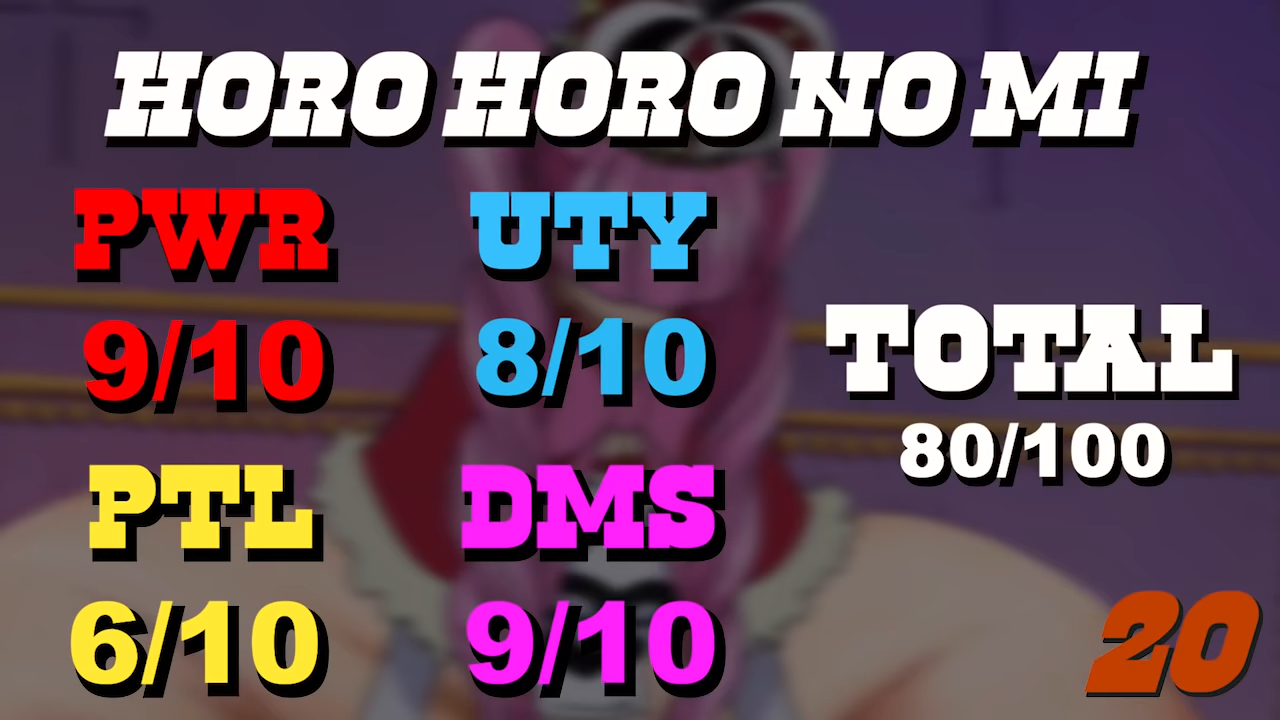 HORO HORO NO MI
PWR
9/10
UTY
8/10
PTL
6/10
DMS
9/10
TOTAL
80/100
20